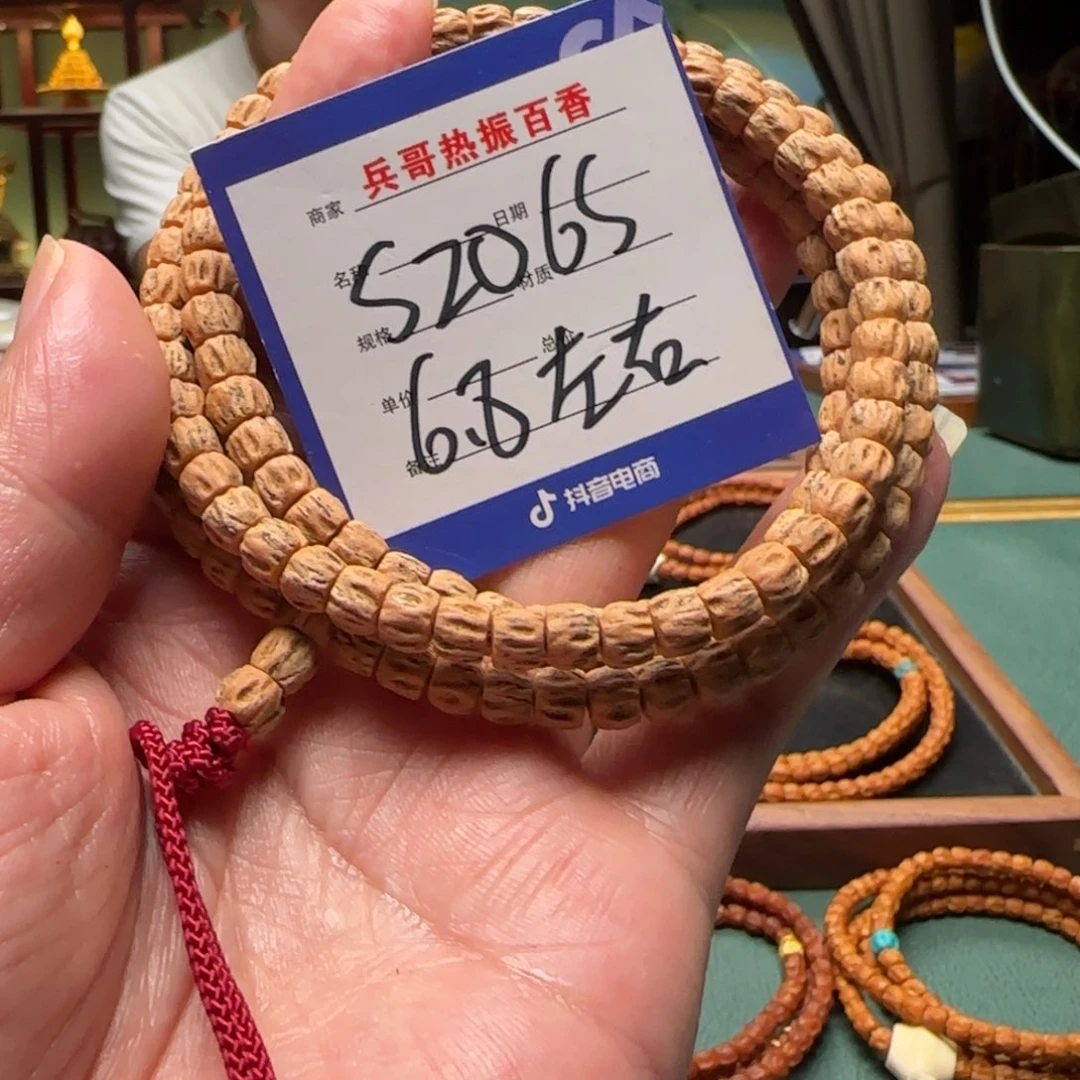 商家 兵哥热振百香
名称 日期
52065
规格 材质
单价 总价
6.8左右
备注
抖音电商